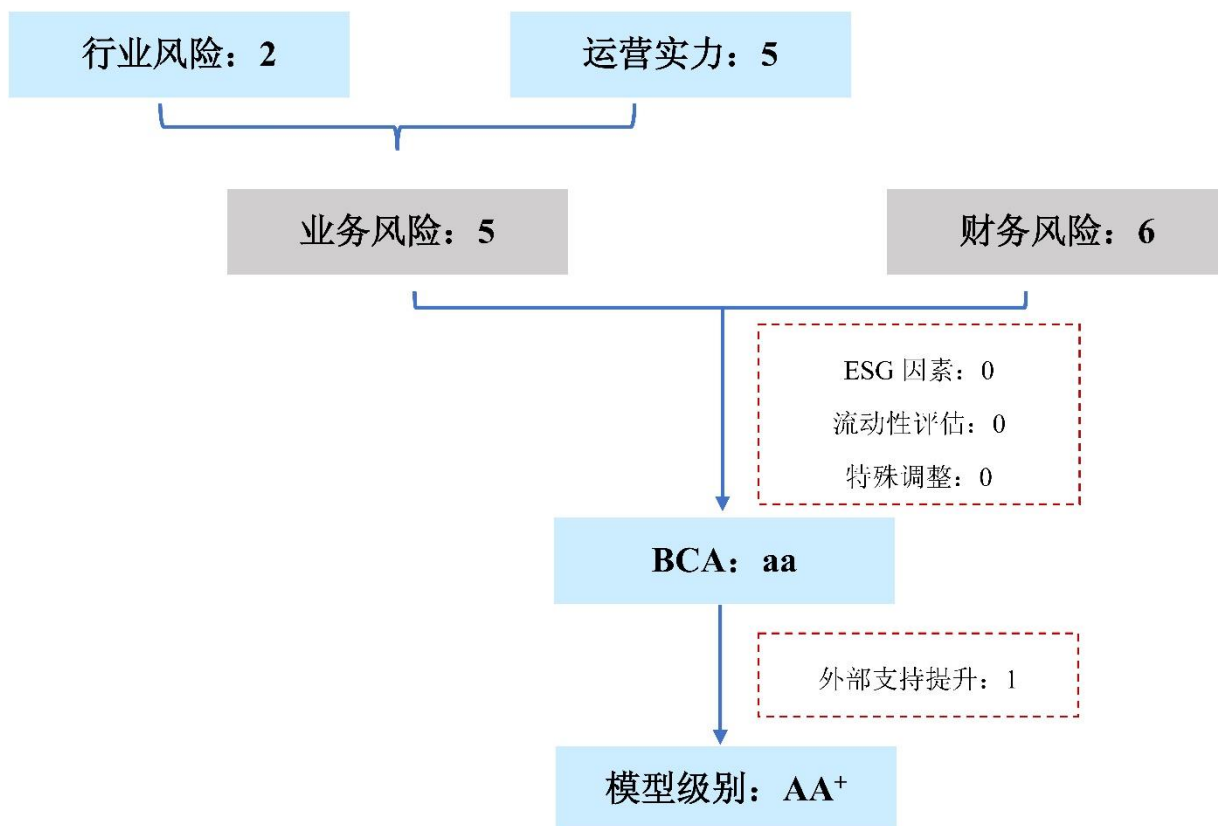 行业风险：2
运营实力：5
业务风险：5
财务风险：6
ESG 因素：0
流动性评估：0
特殊调整：0
BCA：aa
外部支持提升：1
模型级别：AA⁺